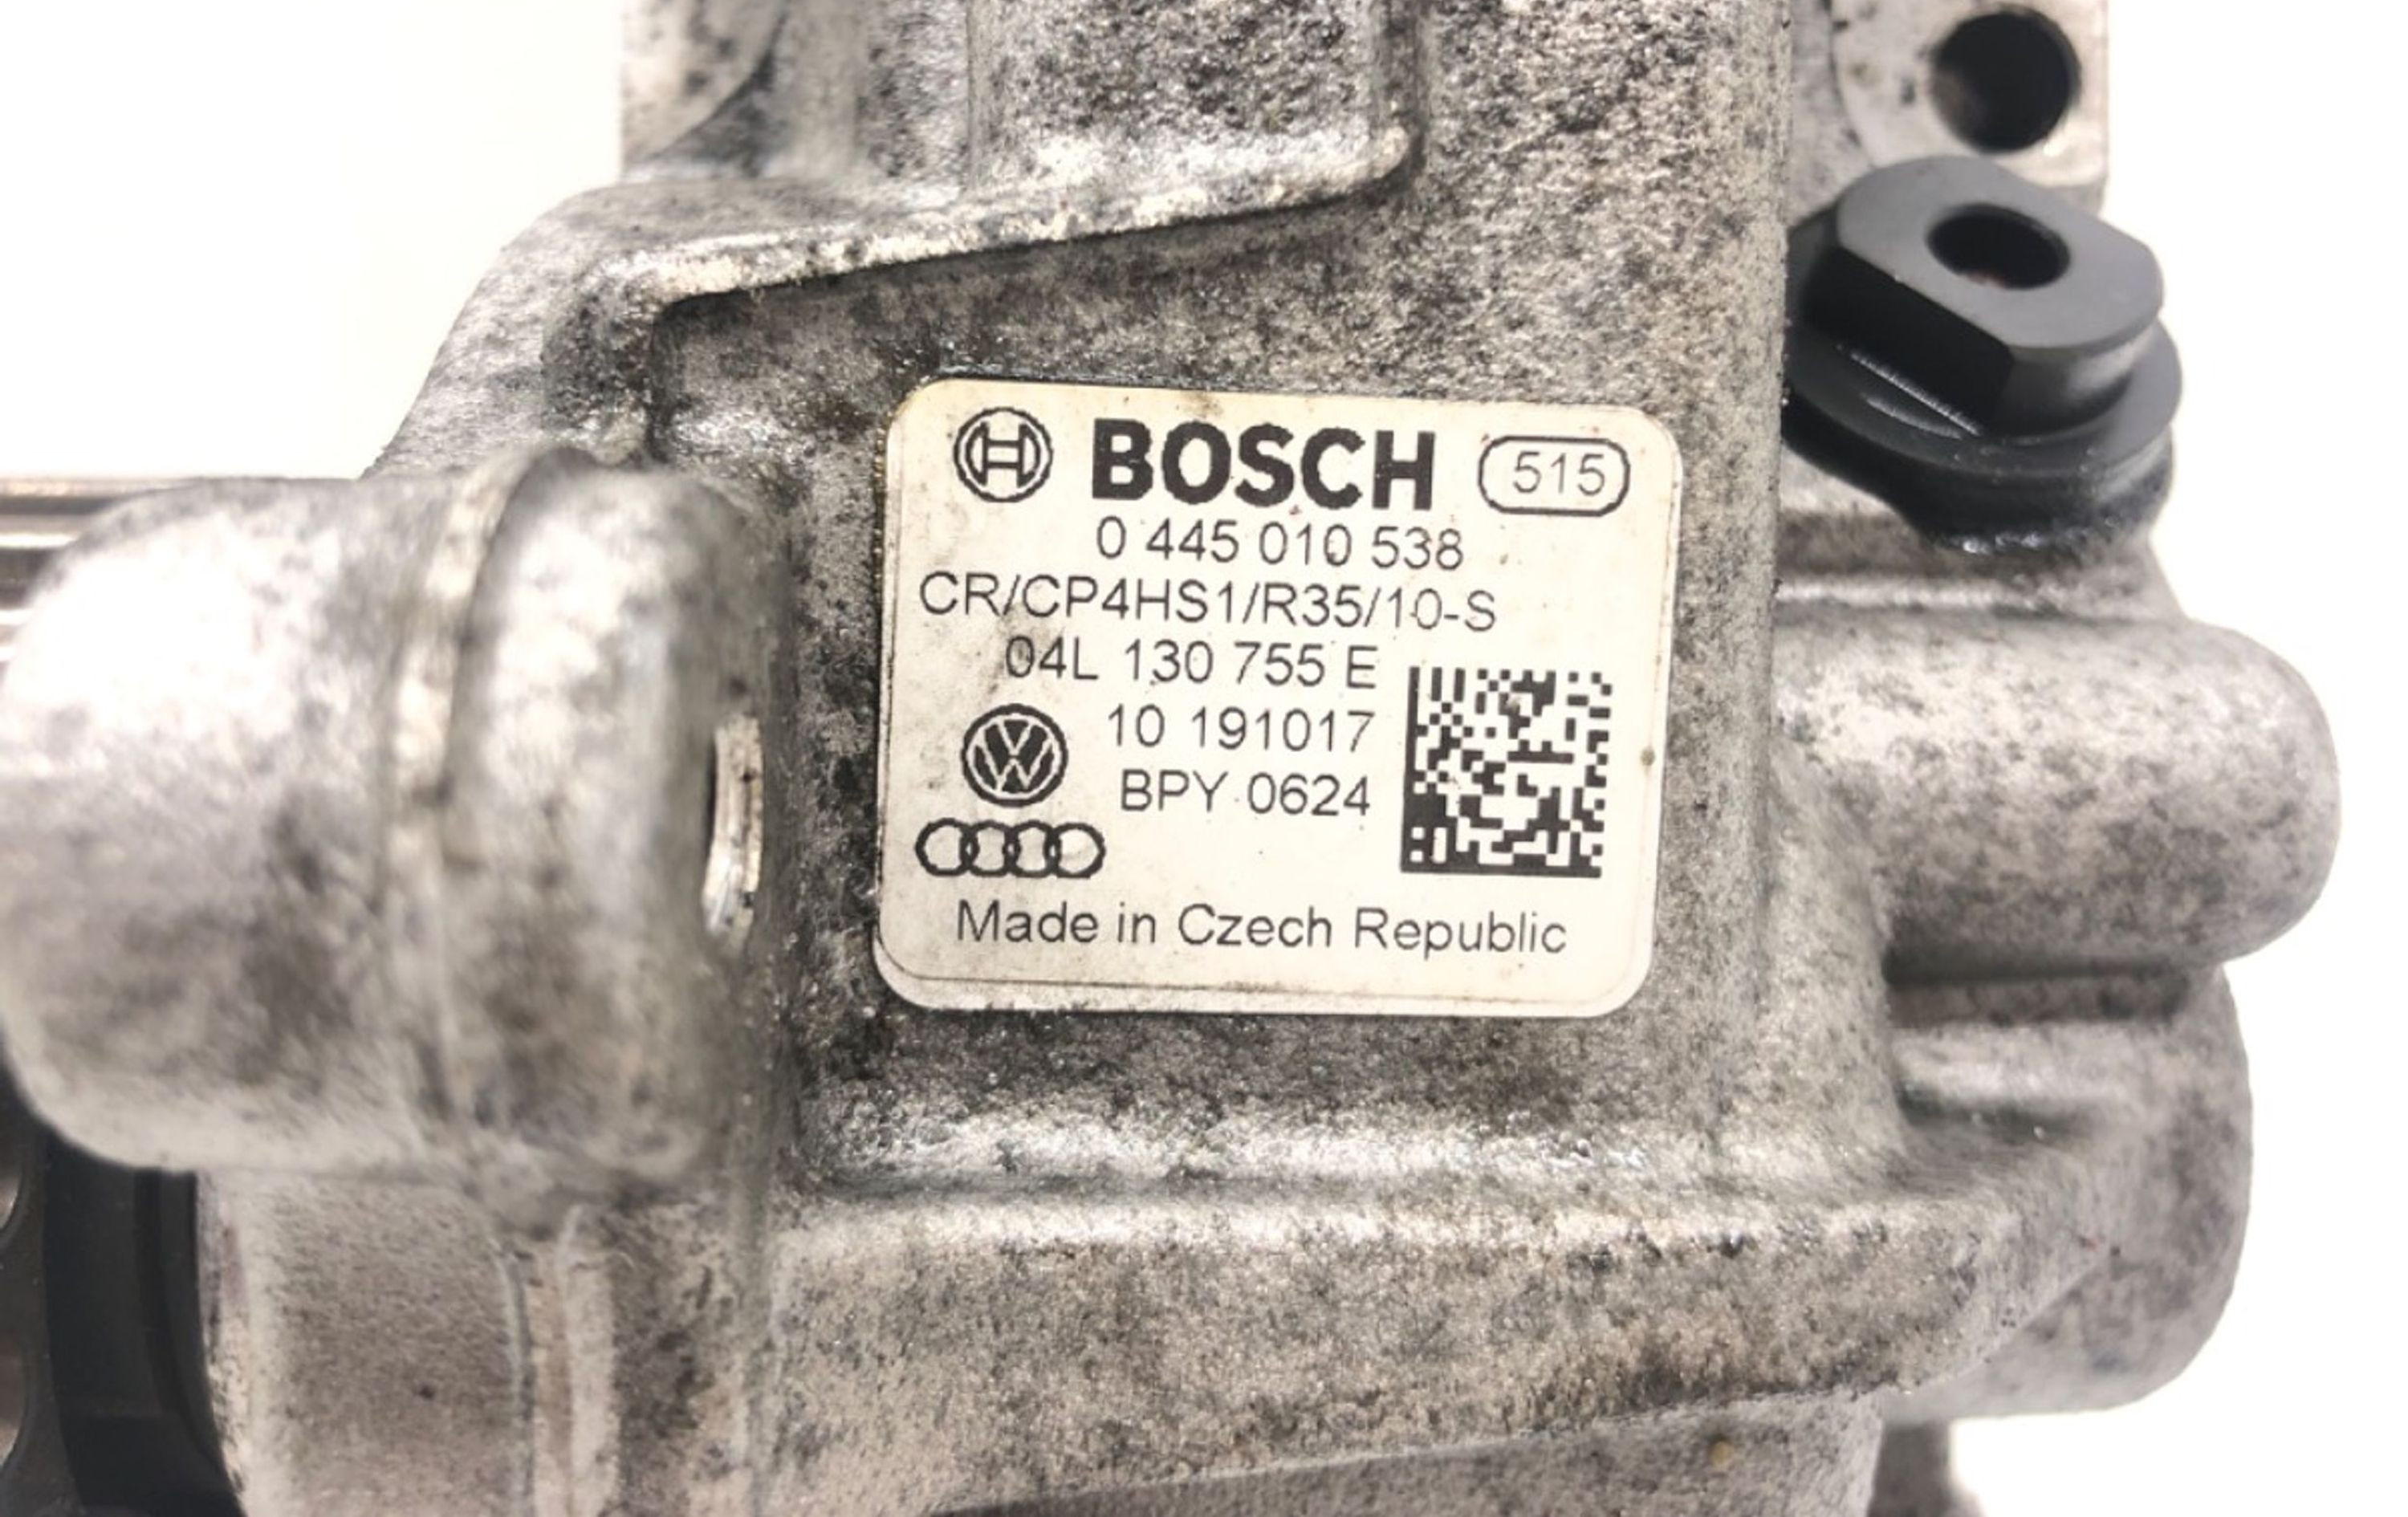 BOSCH 515
0 445 010 538
CR/CP4HS1/R35/10-S
04L 130 755 E
10 191017
BPY 0624
Made in Czech Republic